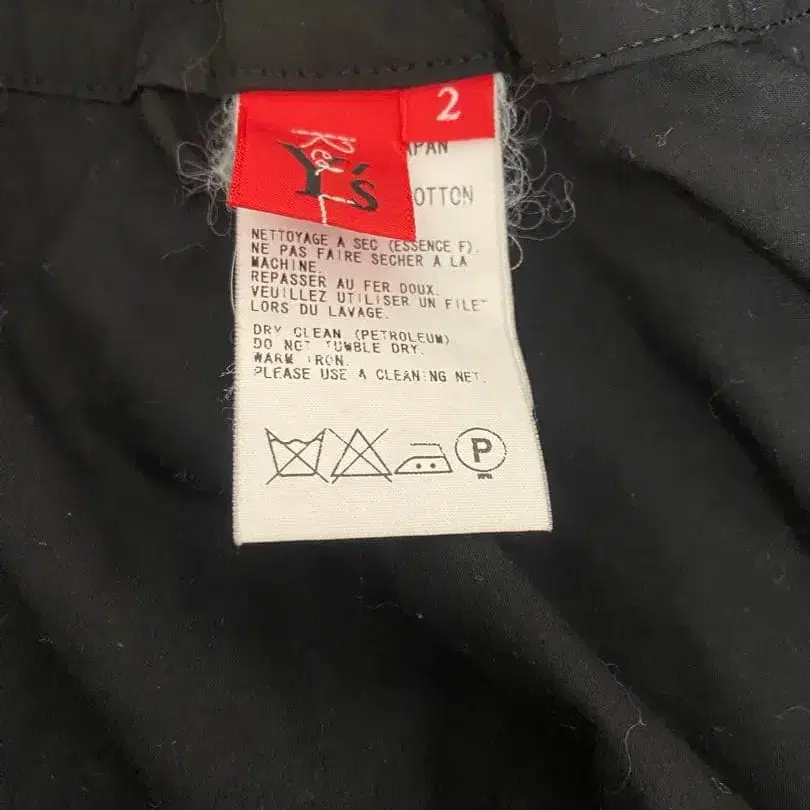 2
Y's
Red
APAN
OTTON
NETTOYAGE A SEC (ESSENCE F).
NE PAS FAIRE SECHER A LA
MACHINE.
REPASSER AU FER DOUX.
VEUILLEZ UTILISER UN FILET
LORS DU LAVAGE.
DRY CLEAN (PETROLEUM)
DO NOT TUMBLE DRY.
WARM IRON.
PLEASE USE A CLEANING NET.
P